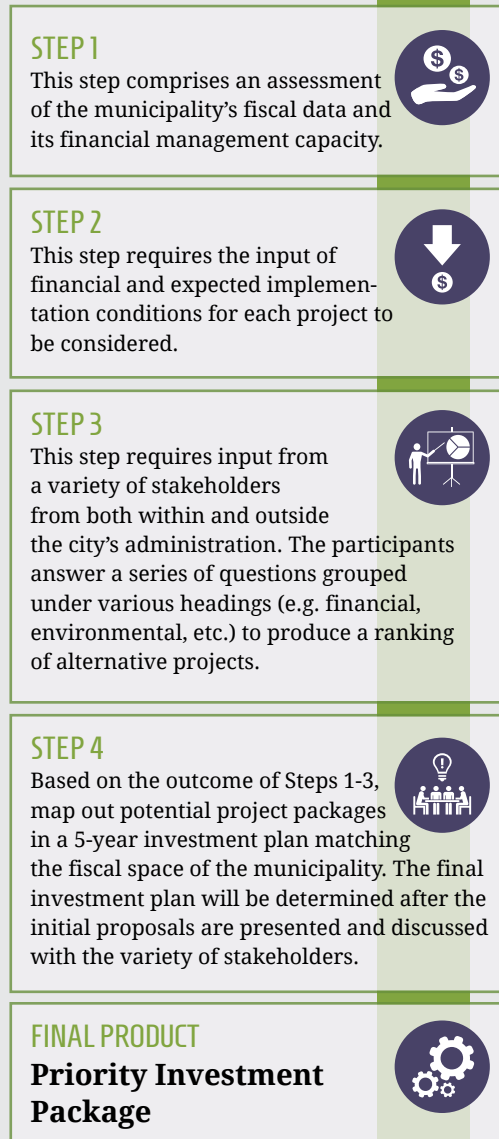 STEP 1
This step comprises an assessment
of the municipality’s fiscal data and
its financial management capacity.
$
$
STEP 2
This step requires the input of
financial and expected implemen-
tation conditions for each project to
be considered.
$
STEP 3
This step requires input from
a variety of stakeholders
from both within and outside
the city’s administration. The participants
answer a series of questions grouped
under various headings (e.g. financial,
environmental, etc.) to produce a ranking
of alternative projects.
STEP 4
Based on the outcome of Steps 1-3,
map out potential project packages
in a 5-year investment plan matching
the fiscal space of the municipality. The final
investment plan will be determined after the
initial proposals are presented and discussed
with the variety of stakeholders.
FINAL PRODUCT
Priority Investment
Package